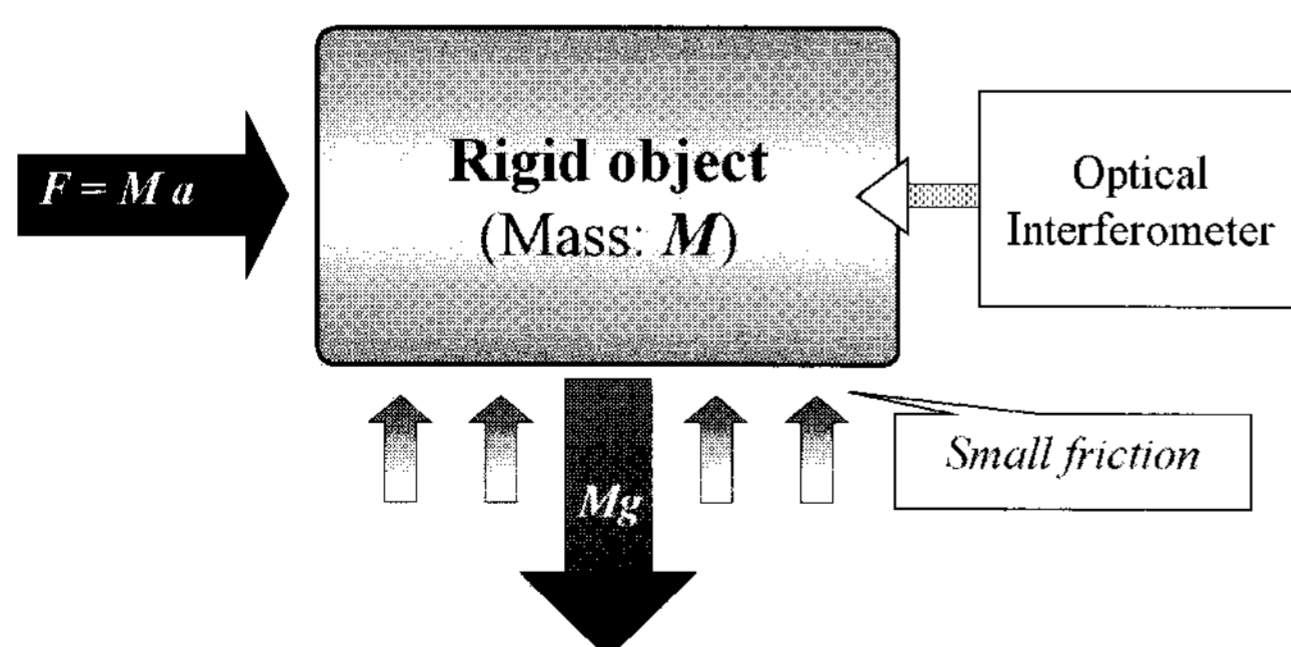 F = M a
Rigid object
(Mass: M)
Optical
Interferometer
Small friction
Mg